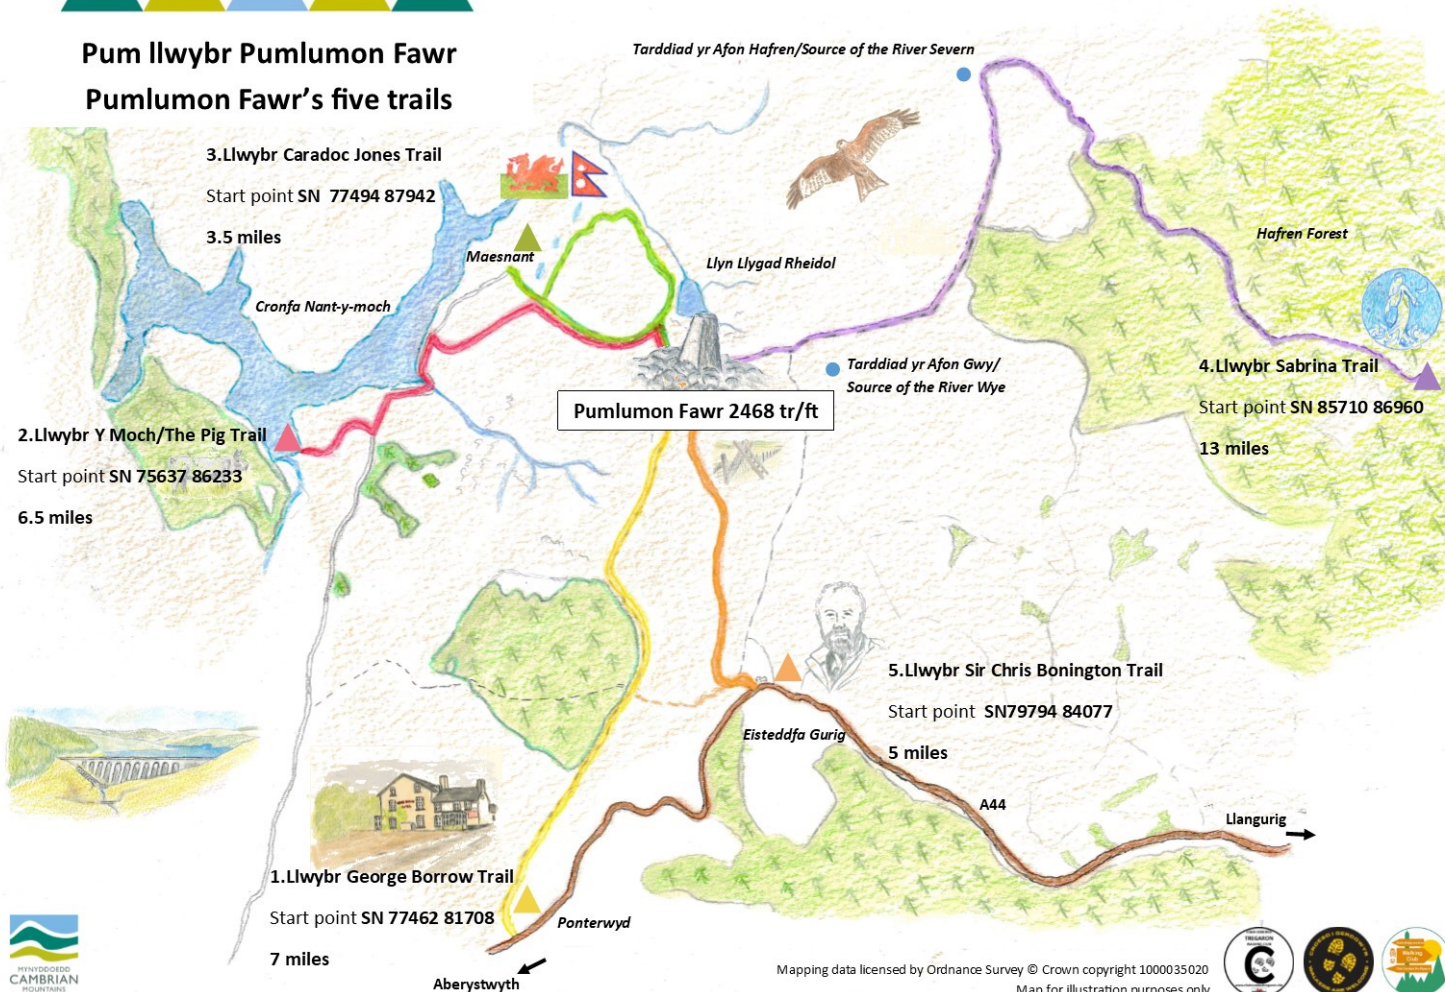 Pum llwybr Pumlumon Fawr
Pumlumon Fawr's five trails
Tarddiad yr Afon Hafren/Source of the River Severn
3.Llwybr Caradoc Jones Trail
Start point SN 77494 87942
3.5 miles
Maesnant
Llyn Llygad Rheidol
Hafren Forest
Cronfa Nant-y-moch
Tarddiad yr Afon Gwy/
Source of the River Wye
4.Llwybr Sabrina Trail
Start point SN 85710 86960
13 miles
Pumlumon Fawr 2468 tr/ft
2.Llwybr Y Moch/The Pig Trail
Start point SN 75637 86233
6.5 miles
5.Llwybr Sir Chris Bonington Trail
Start point SN79794 84077
5 miles
Eisteddfa Gurig
A44
Llangurig
1.Llwybr George Borrow Trail
Start point SN 77462 81708
7 miles
Ponterwyd
Aberystwyth
MYNYDDOEDD
CAMBRIAN
MOUNTAINS
Mapping data licensed by Ordnance Survey © Crown copyright 1000035020
Map for illustration purposes only
TREGARON
Walking
Club